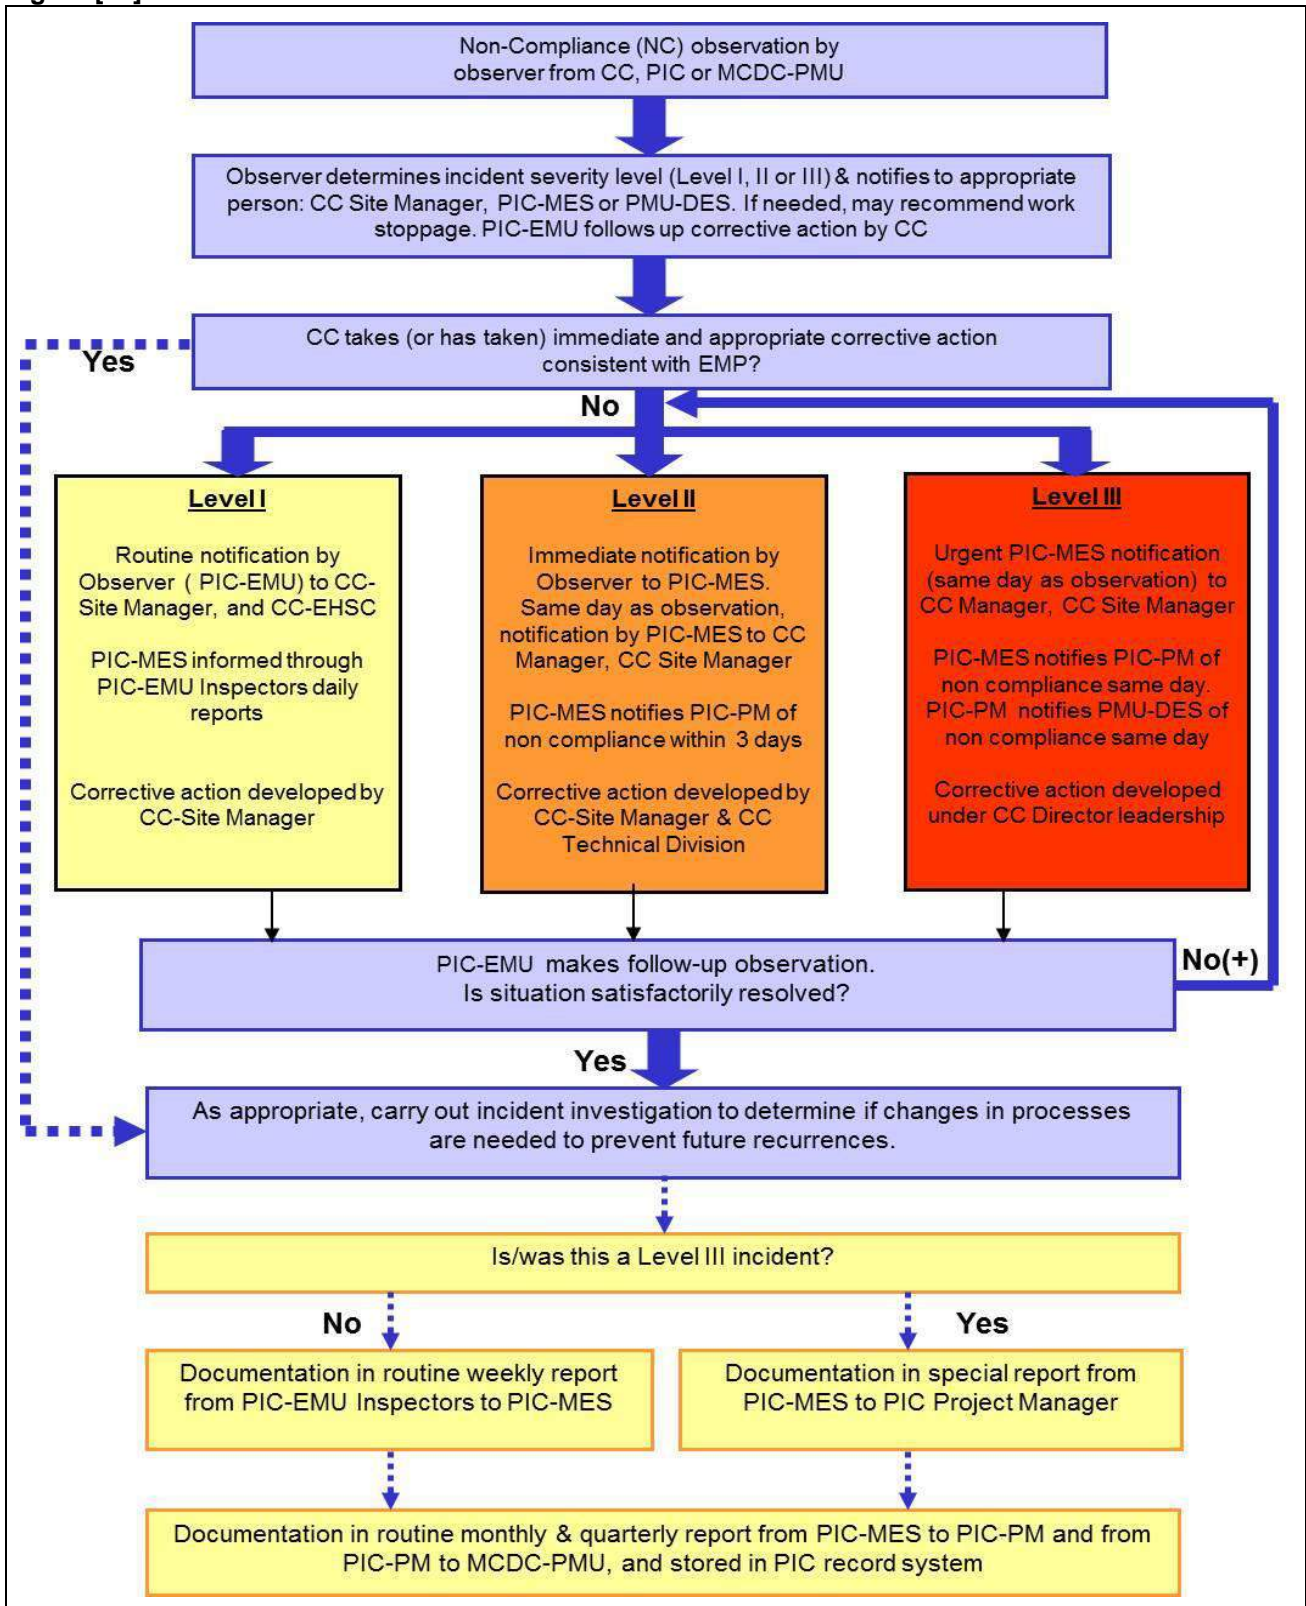 Non-Compliance (NC) observation by
observer from CC, PIC or MCDC-PMU
Observer determines incident severity level (Level I, II or III) & notifies to appropriate
person: CC Site Manager, PIC-MES or PMU-DES. If needed, may recommend work
stoppage. PIC-EMU follows up corrective action by CC
CC takes (or has taken) immediate and appropriate corrective action
consistent with EMP?
Yes
No
Level I
Routine notification by
Observer ( PIC-EMU) to CC-
Site Manager, and CC-EHSC
PIC-MES informed through
PIC-EMU Inspectors daily
reports
Corrective action developed by
CC-Site Manager
Level II
Immediate notification by
Observer to PIC-MES.
Same day as observation,
notification by PIC-MES to CC
Manager, CC Site Manager
PIC-MES notifies PIC-PM of
non compliance within 3 days
Corrective action developed by
CC-Site Manager & CC
Technical Division
Level III
Urgent PIC-MES notification
(same day as observation) to
CC Manager, CC Site Manager
PIC-MES notifies PIC-PM of
non compliance same day.
PIC-PM notifies PMU-DES of
non compliance same day
Corrective action developed
under CC Director leadership
PIC-EMU makes follow-up observation.
Is situation satisfactorily resolved?
No(+)
Yes
As appropriate, carry out incident investigation to determine if changes in processes
are needed to prevent future recurrences.
Is/was this a Level III incident?
No
Yes
Documentation in routine weekly report
from PIC-EMU Inspectors to PIC-MES
Documentation in special report from
PIC-MES to PIC Project Manager
Documentation in routine monthly & quarterly report from PIC-MES to PIC-PM and from
PIC-PM to MCDC-PMU, and stored in PIC record system